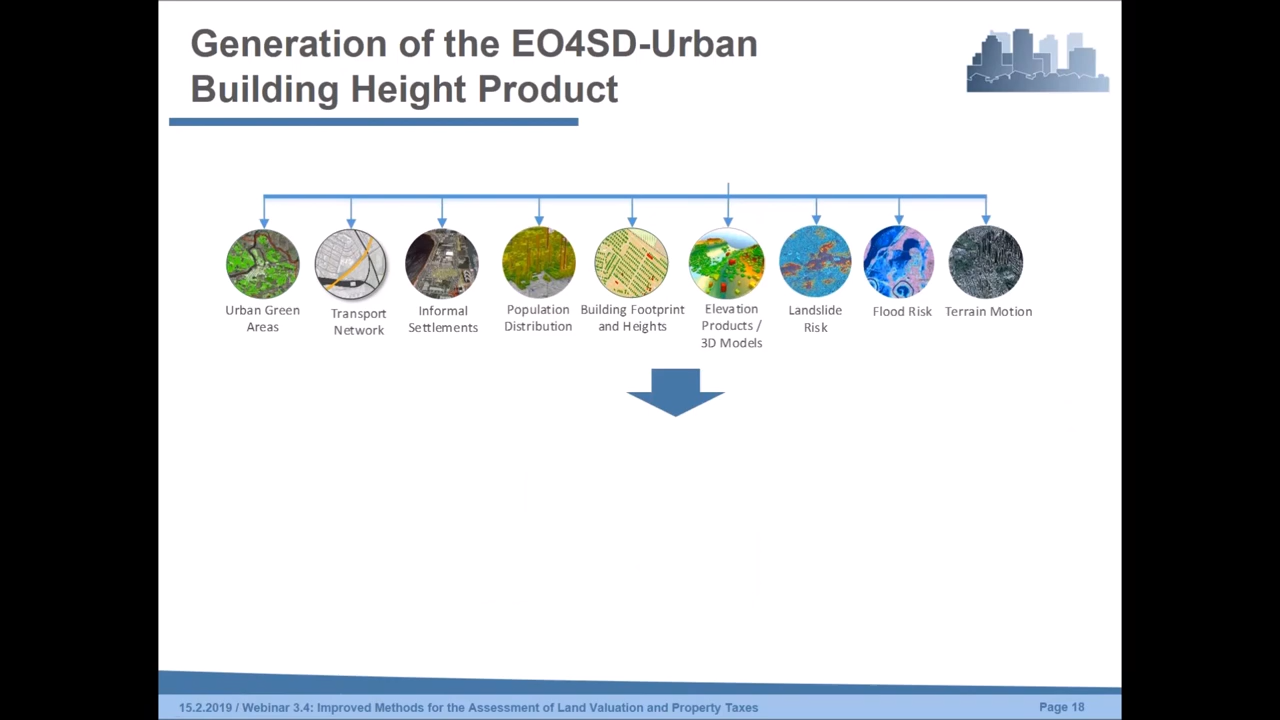 Generation of the EO4SD-Urban
Building Height Product
Urban Green
Areas
Transport
Network
Informal
Settlements
Population
Distribution
Building Footprint
and Heights
Elevation
Products /
3D Models
Landslide
Risk
Flood Risk
Terrain Motion
15.2.2019 / Webinar 3.4: Improved Methods for the Assessment of Land Valuation and Property Taxes
Page 18